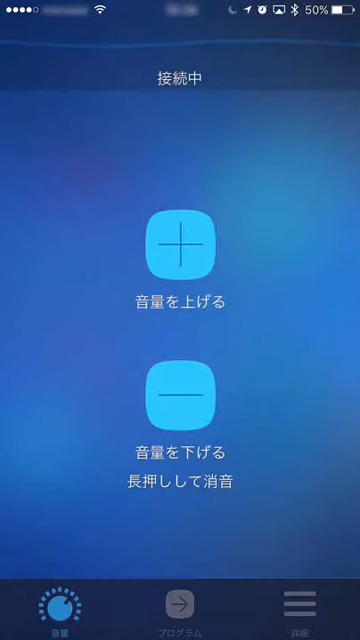 50%
接続中
音量を上げる
音量を下げる
長押しして消音
音量
プログラム
詳細